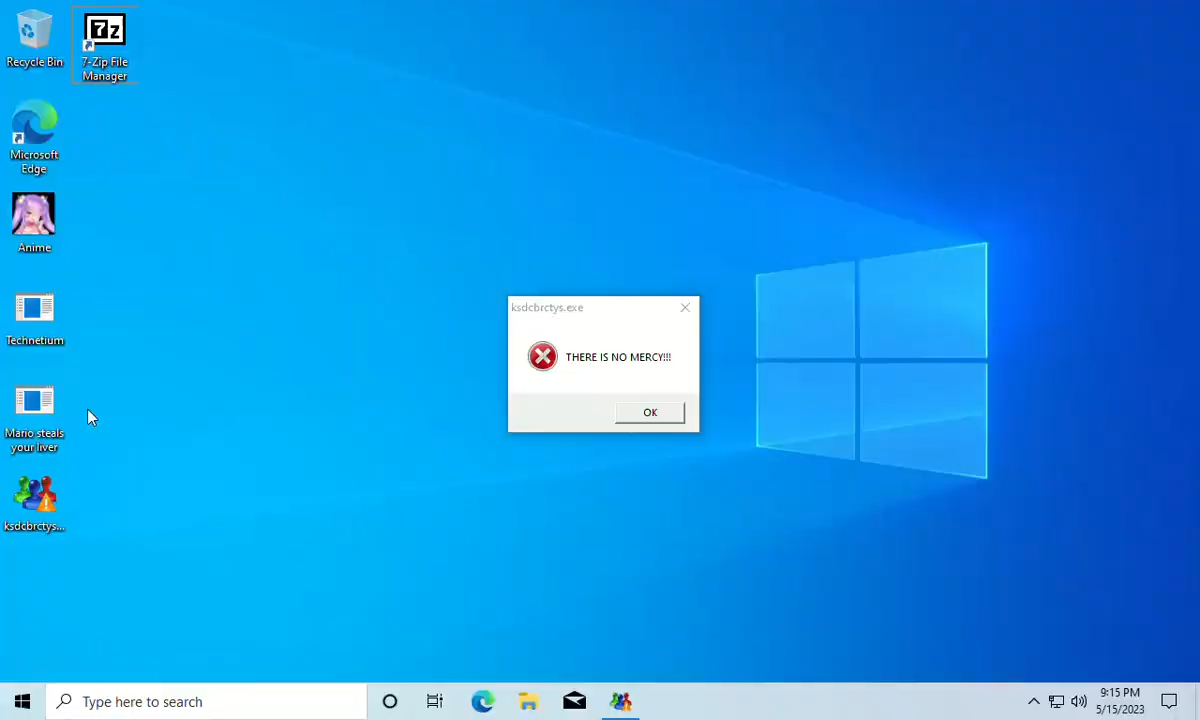 Recycle Bin
7z
7-Zip File
Manager
Microsoft
Edge
Anime
Technetium
Mario steals
your liver
ksdcbrctys...
ksdcbrctys.exe
THERE IS NO MERCY!!!
OK
Type here to search
9:15 PM
5/15/2023